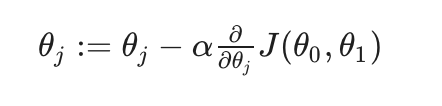 θⱼ := θⱼ − α ∂/∂θⱼ J(θ₀, θ₁)